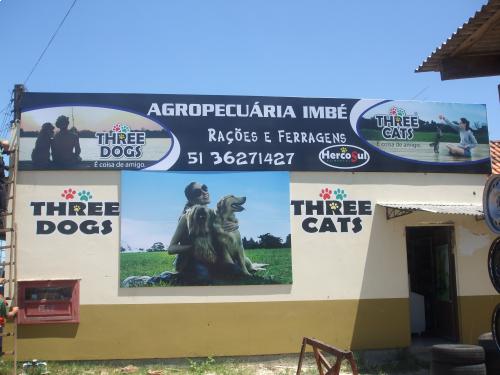 AGROPECUÁRIA IMBÉ
RAÇÕES E FERRAGENS
51 36271427
HERCOSUL
THREE
DOGS
É coisa de amigo.
THREE
CATS
É coisa de amigo.
THREE
DOGS
THREE
CATS